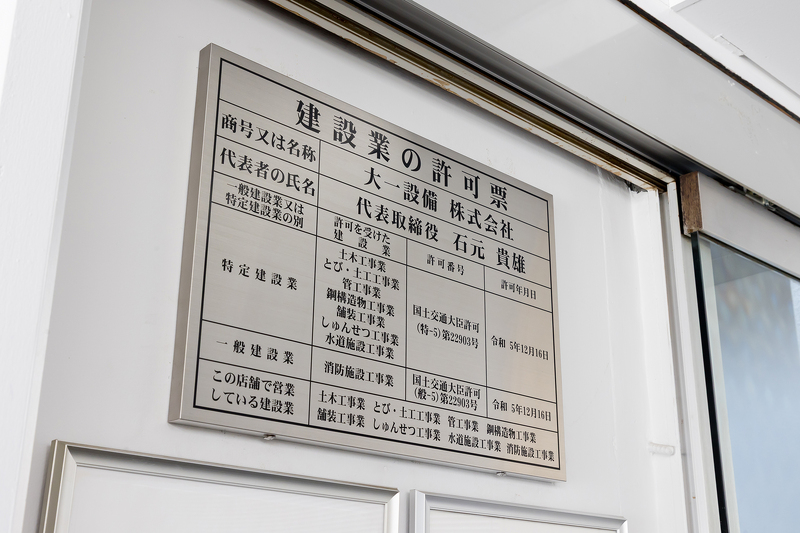 建設業の許可票
商号又は名称 大一設備 株式会社
代表者の氏名 代表取締役 石元 貴雄
一般建設業又は
特定建設業の別
許可を受けた
建設業
許可番号
許可年月日
特定建設業
土木工事業
とび・土工工事業
管工事業
鋼構造物工事業
舗装工事業
しゅんせつ工事業
水道施設工事業
国土交通大臣許可
(特-5)第22903号
令和 5年12月16日
一般建設業
消防施設工事業
国土交通大臣許可
(般-5)第22903号
令和 5年12月16日
この店舗で営業
している建設業
土木工事業 とび・土工工事業 管工事業 鋼構造物工事業
舗装工事業 しゅんせつ工事業 水道施設工事業 消防施設工事業